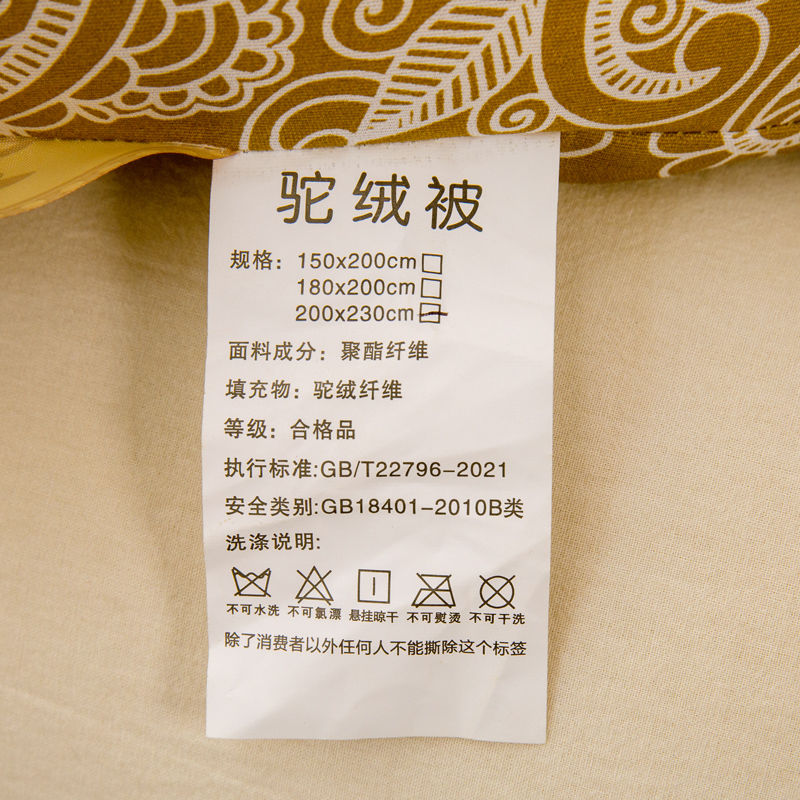 驼绒被
规格：150x200cm□
180x200cm□
200x230cm□
面料成分：聚酯纤维
填充物：驼绒纤维
等级：合格品
执行标准:GB/T22796-2021
安全类别:GB18401-2010B类
洗涤说明:
不可水洗 不可氯漂 悬挂晾干 不可熨烫 不可干洗
除了消费者以外任何人不能撕除这个标签